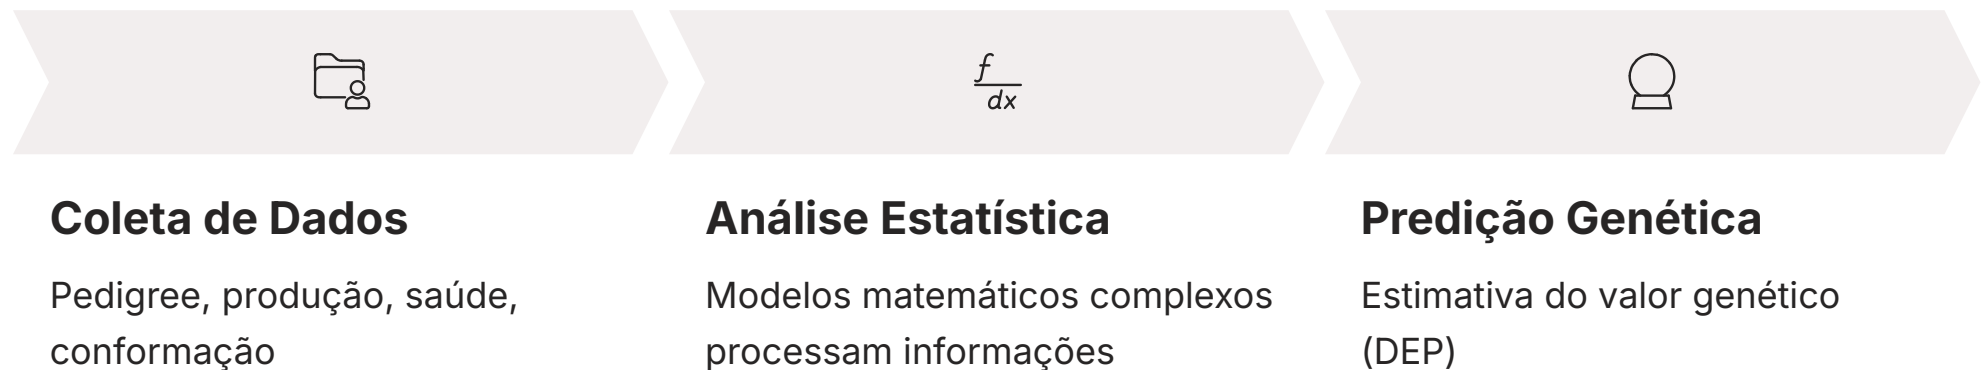 f
dx
Coleta de Dados
Pedigree, produção, saúde,
conformação
Análise Estatística
Modelos matemáticos complexos
processam informações
Predição Genética
Estimativa do valor genético
(DEP)